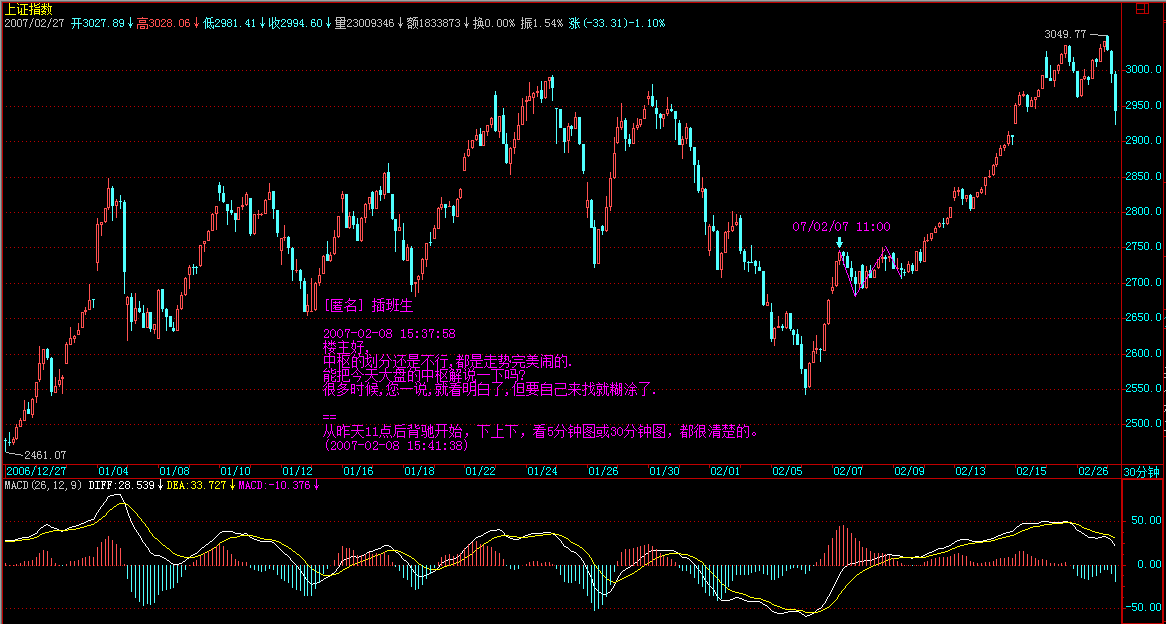 上证指数
2007/02/27 开3027.89↓高3028.06↓低2981.41↓收2994.60↓量23009346↓额1833873↓换0.00% 振1.54% 涨(-33.31)-1.10%
日
3049.77
3000.0
2950.0
2900.0
2850.0
2800.0
07/02/07 11:00
2750.0
2700.0
[匿名] 插班生
2650.0
2007-02-08 15:37:58
楼主好,
2600.0
中枢的划分还是不行,都是走势完美闹的.
能把今天大盘的中枢解说一下吗?
很多时候,您一说,就看明白了,但要自己来找就糊涂了.
2550.0
==
2500.0
从昨天11点后背驰开始，下上下，看5分钟图或30分钟图，都很清楚的。
(2007-02-08 15:41:38)
2461.07
2006/12/27 01/04 01/08 01/10 01/12 01/16 01/18 01/22 01/24 01/26 01/30 02/01 02/05 02/07 02/09 02/13 02/15 02/26 30分钟
MACD(26,12,9) DIFF:28.539↓DEA:33.727↓MACD:-10.376↓
50.00
0.00
-50.00